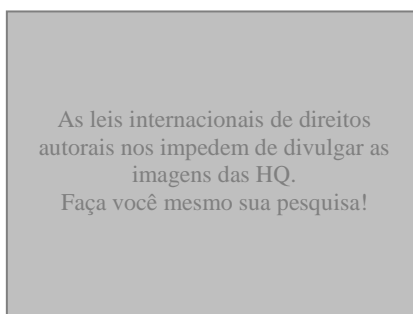 As leis internacionais de direitos
autorais nos impedem de divulgar as
imagens das HQ.
Faça você mesmo sua pesquisa!